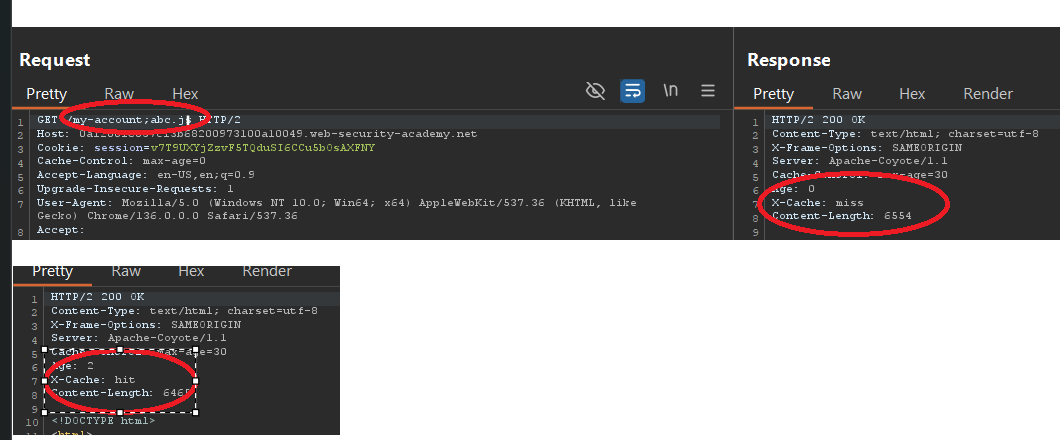 Request
Response
Pretty Raw Hex
\n
Pretty Raw Hex Render
1 GET /my-account;abc.js HTTP/2
2 Host: .web-security-academy.net
3 Cookie: session=
4 Cache-Control: max-age=0
5 Accept-Language: en-US,en;q=0.9
6 Upgrade-Insecure-Requests: 1
7 User-Agent: Mozilla/5.0 (Windows NT 10.0; Win64; x64) AppleWebKit/537.36 (KHTML, like
Gecko) Chrome/136.0.0.0 Safari/537.36
8 Accept:
1 HTTP/2 200 OK
2 Content-Type: text/html; charset=utf-8
3 X-Frame-Options: SAMEORIGIN
4 Server: Apache-Coyote/1.1
5 Cache-Control: max-age=30
6 Age: 0
7 X-Cache: miss
8 Content-Length: 6554
9
Pretty Raw Hex Render
1 HTTP/2 200 OK
2 Content-Type: text/html; charset=utf-8
3 X-Frame-Options: SAMEORIGIN
4 Server: Apache-Coyote/1.1
5 Cache-Control: max-age=30
6 Age: 2
7 X-Cache: hit
8 Content-Length:
9
10 <!DOCTYPE html>
11 <html>